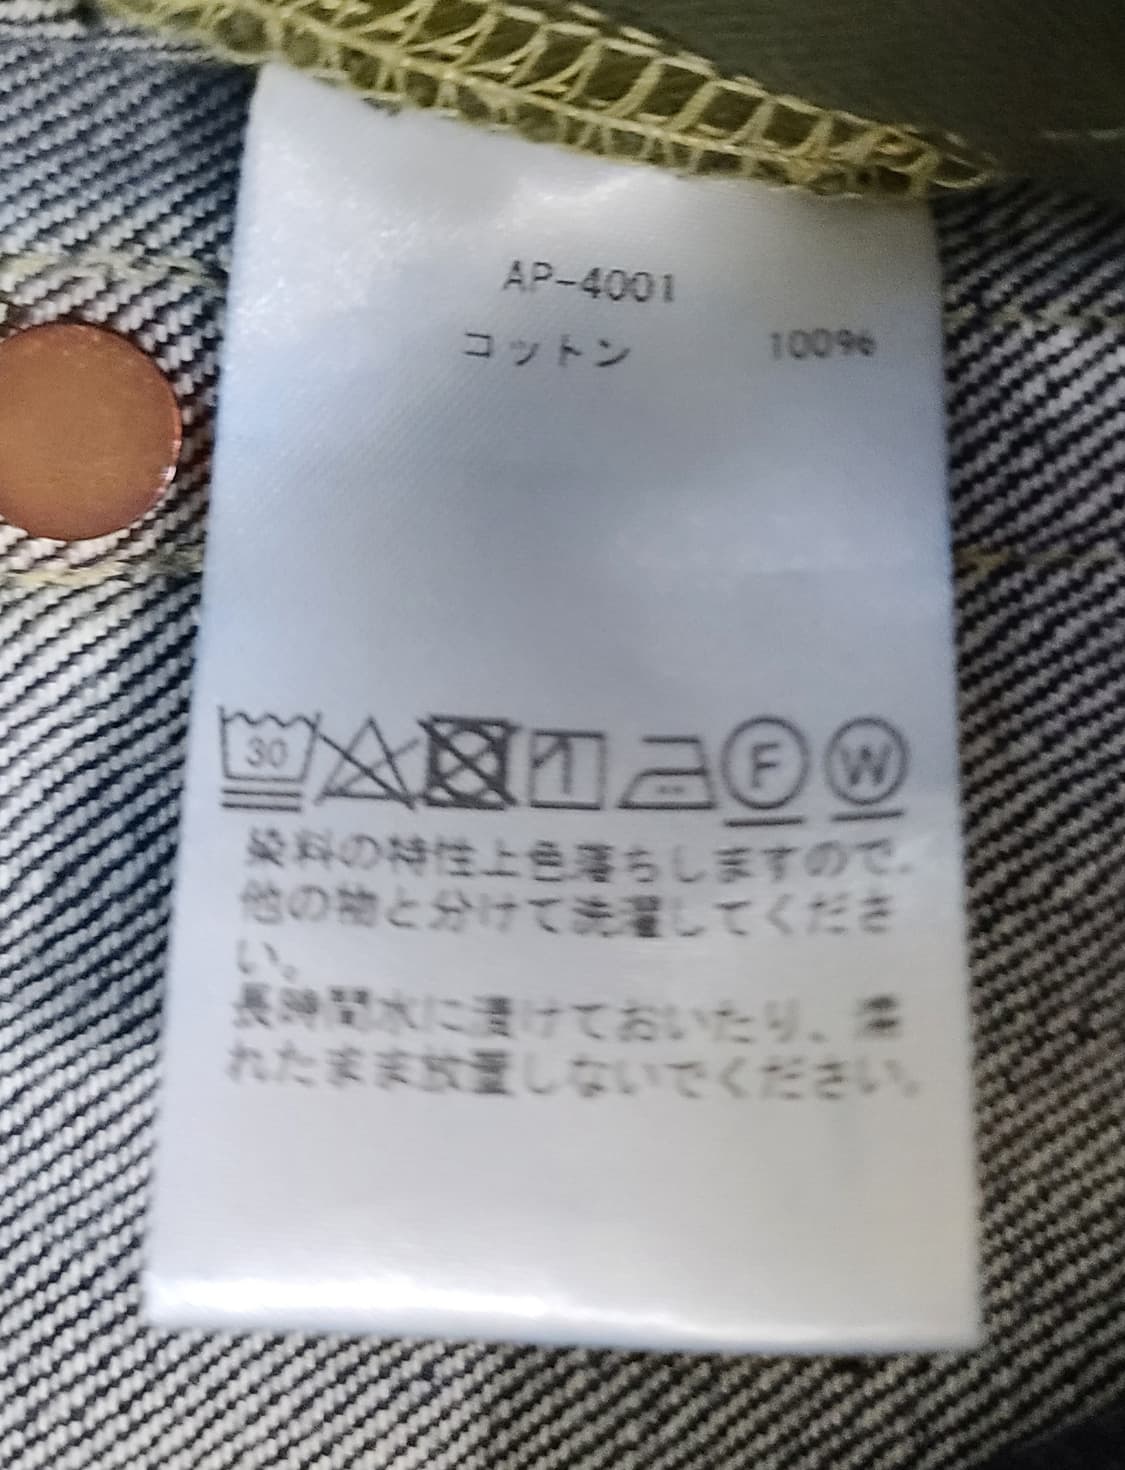 AP-4001
コットン 100%
30
F W
染料の特性上色落ちしますので、
他の物と分けて洗濯してくださ
い。
長時間水に漬けておいたり、濡
れたまま放置しないでください。